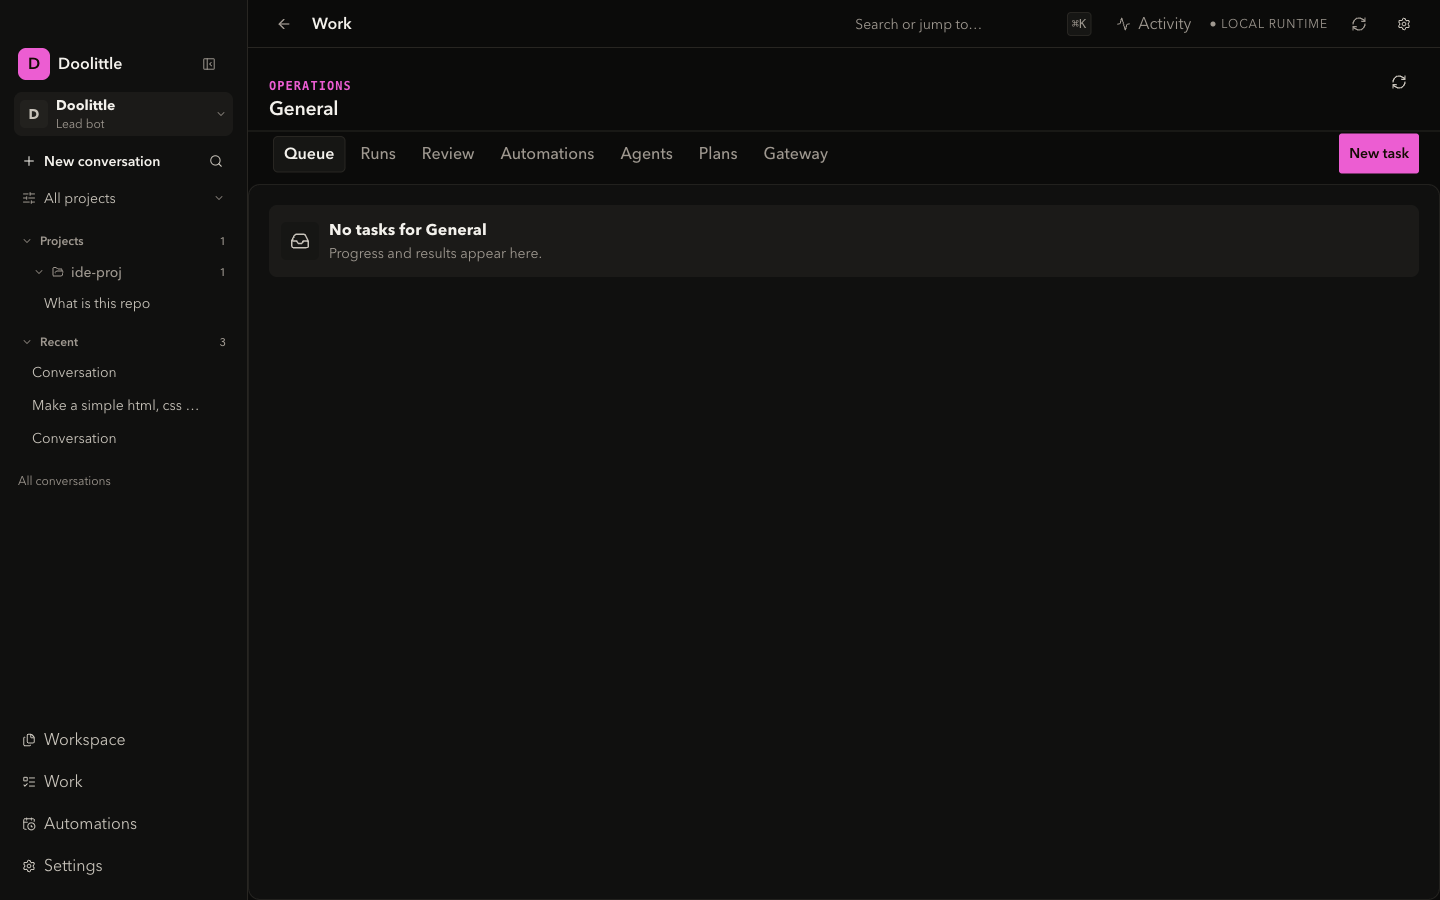 Work
Search or jump to…
⌘K
Activity
LOCAL RUNTIME
D
Doolittle
D
Doolittle
Lead bot
New conversation
All projects
Projects
1
ide-proj
1
What is this repo
Recent
3
Conversation
Make a simple html, css …
Conversation
All conversations
Workspace
Work
Automations
Settings
OPERATIONS
General
Queue
Runs
Review
Automations
Agents
Plans
Gateway
New task
No tasks for General
Progress and results appear here.